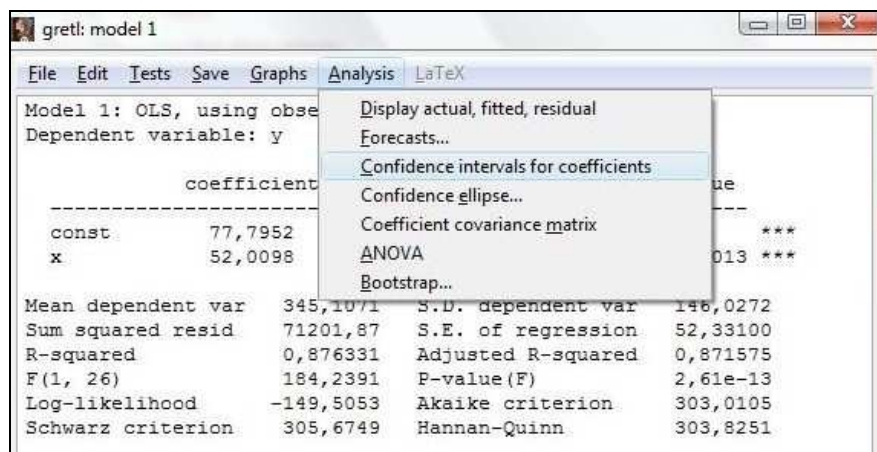 gretl: model 1
File Edit Tests Save Graphs Analysis LaTeX
Model 1: OLS, using obse
Dependent variable: y
Display actual, fitted, residual
Forecasts...
Confidence intervals for coefficients
Confidence ellipse...
Coefficient covariance matrix
ANOVA
Bootstrap...
coefficient ue
const 77,7952 ***
x 52,0098 013 ***
Mean dependent var 345,1071 S.D. dependent var 146,0272
Sum squared resid 71201,87 S.E. of regression 52,33100
R-squared 0,876331 Adjusted R-squared 0,871575
F(1, 26) 184,2391 P-value(F) 2,61e-13
Log-likelihood -149,5053 Akaike criterion 303,0105
Schwarz criterion 305,6749 Hannan-Quinn 303,8251